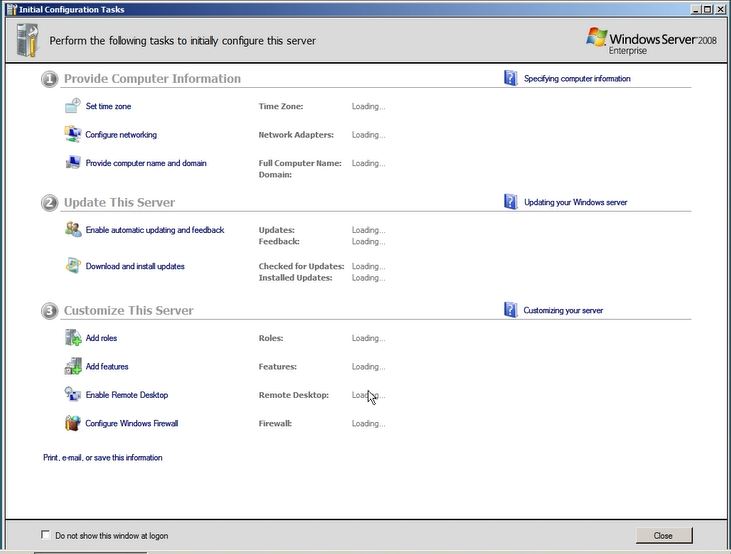 Initial Configuration Tasks
Perform the following tasks to initially configure this server
Windows Server 2008
Enterprise
1 Provide Computer Information
Specifying computer information
Set time zone Time Zone: Loading...
Configure networking Network Adapters: Loading...
Provide computer name and domain Full Computer Name: Loading...
Domain:
2 Update This Server
Updating your Windows server
Enable automatic updating and feedback Updates: Loading...
Feedback: Loading...
Download and install updates Checked for Updates: Loading...
Installed Updates: Loading...
3 Customize This Server
Customizing your server
Add roles Roles: Loading...
Add features Features: Loading...
Enable Remote Desktop Remote Desktop: Loading...
Configure Windows Firewall Firewall: Loading...
Print, e-mail, or save this information
Do not show this window at logon
Close